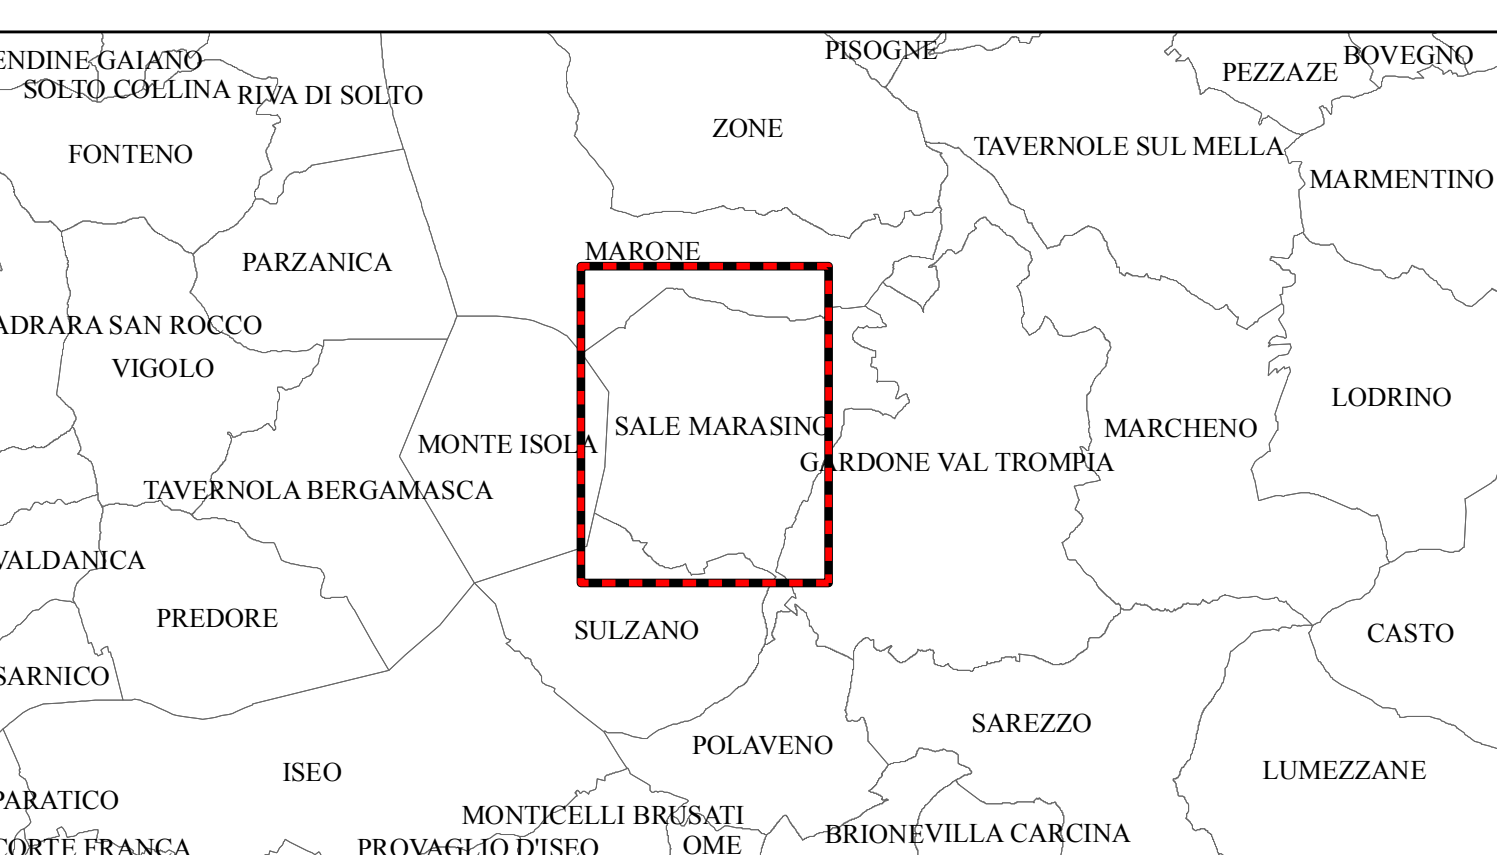 PISOGNE
BOVEGNO
ENDINE GAIANO
PEZZAZE
SOLTO COLLINA
RIVA DI SOLTO
ZONE
TAVERNOLE SUL MELLA
FONTENO
MARMENTINO
MARONE
PARZANICA
ADRARA SAN ROCCO
VIGOLO
LODRINO
SALE MARASINO
MARCHENO
MONTE ISOLA
GARDONE VAL TROMPIA
TAVERNOLA BERGAMASCA
VALDANICA
PREDORE
SULZANO
CASTO
SARNICO
SAREZZO
POLAVENO
ISEO
LUMEZZANE
PARATICO
MONTICELLI BRUSATI
BRIONE
VILLA CARCINA
CORTE FRANCA
PROVAGLIO D'ISEO
OME